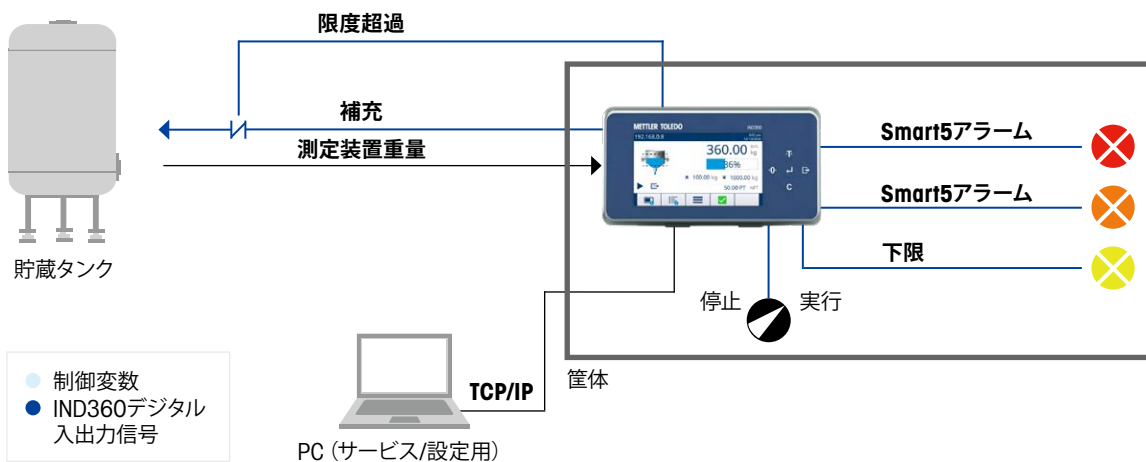 限度超過
補充
測定装置重量
貯蔵タンク
METTLER TOLEDO
IND360
192.168.0.8
360.00 kg
36%
100.00 kg
1000.00 kg
50.00 PT
NET
T
0
C
Smart5アラーム
Smart5アラーム
下限
停止
実行
筐体
TCP/IP
PC（サービス/設定用）
制御変数
IND360デジタル
入出力信号